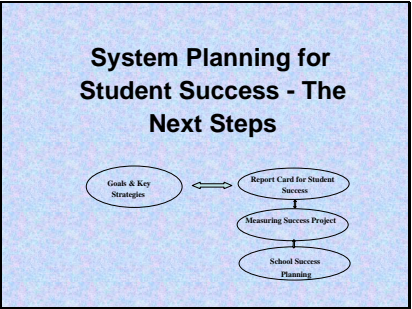 System Planning for
Student Success - The
Next Steps
Goals & Key
Strategies
Report Card for Student
Success
Measuring Success Project
School Success
Planning